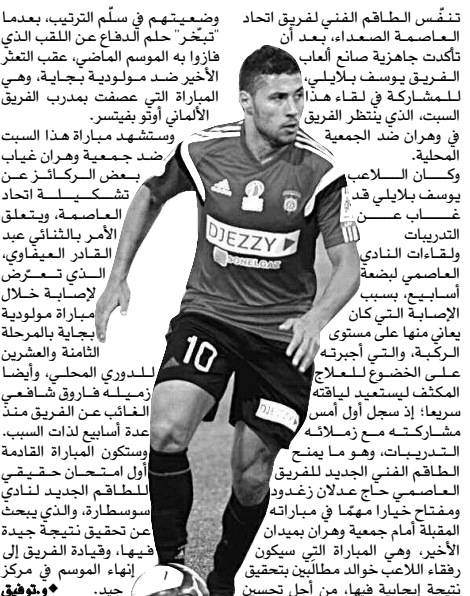 تنفّس الطاقم الفني لفريق اتحاد
العاصمة الصعداء، بعد أن
تأكدت جاهزية صانع ألعاب
الفريق يوسف بلايلي،
للمشاركة في لقاء هذا
السبت، الذي ينتظر الفريق
في وهران ضد الجمعية
المحلية.
وكان اللاعب
يوسف بلايلي قد
غاب عن
التدريبات
ولقاءات النادي
العاصمي لبضعة
أسابيع، بسبب
الإصابة التي كان
يعاني منها على مستوى
الركبة، والتي أجبرته
على الخضوع للعلاج
المكثف ليستعيد لياقته
سريعا؛ إذ سجل أول أمس
مشاركته مع زملائه
التدريبات، وهو ما يمنح
الطاقم الفني الجديد للفريق
العاصمي حاج عدلان زغدود
ومفتاح خيارا مهمّا في مباراته
المقبلة أمام جمعية وهران بميدان
الأخير، وهي المباراة التي سيكون
رفقاء اللاعب خوالد مطالبين بتحقيق
نتيجة إيجابية فيها، من أجل تحسين
وضعيتهم في سلّم الترتيب، بعدما
"تبخّر" حلم الدفاع عن اللقب الذي
فازوا به الموسم الماضي، عقب التعثر
الأخير ضد مولودية بجاية، وهي
المباراة التي عصفت بمدرب الفريق
الألماني أوتو بفيتسر.
وستشهد مباراة هذا السبت
ضد جمعية وهران غياب
بعض الركائز عن
تشكيلة اتحاد
العاصمة، ويتعلق
الأمر بالثنائي عبد
القادر العيفاوي،
الذي تعرّض
لإصابة خلال
مباراة مولودية
بجاية بالمرحلة
الثامنة والعشرين
للدوري المحلي، وأيضا
زميله فاروق شافعي
الغائب عن الفريق منذ
عدة أسابيع لذات السبب.
وستكون المباراة القادمة
أول امتحان حقيقي
للطاقم الجديد لنادي
سوسطارة، والذي يبحث
عن تحقيق نتيجة جيدة
فيها، وقيادة الفريق إلى
إنهاء الموسم في مركز
جيد.
◆و.توفيق
adidas
DJEZZY
SONELGAZ
10
DJEZZY